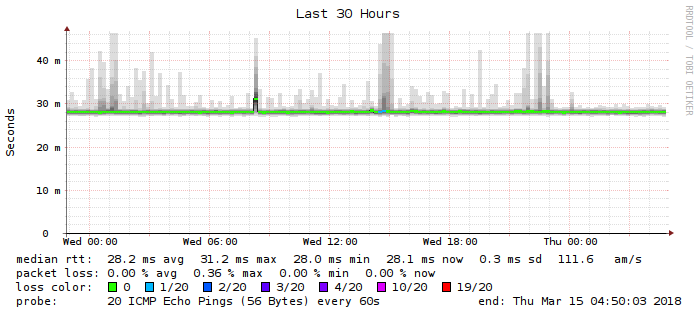 Last 30 Hours
RRDTOOL / TOBI OETIKER
Seconds
40 m
30 m
20 m
10 m
0
Wed 00:00 Wed 06:00 Wed 12:00 Wed 18:00 Thu 00:00
median rtt: 28.2 ms avg 31.2 ms max 28.0 ms min 28.1 ms now 0.3 ms sd 111.6 am/s
packet loss: 0.00 % avg 0.36 % max 0.00 % min 0.00 % now
loss color: 0 1/20 2/20 3/20 4/20 10/20 19/20
probe: 20 ICMP Echo Pings (56 Bytes) every 60s end: Thu Mar 15 04:50:03 2018